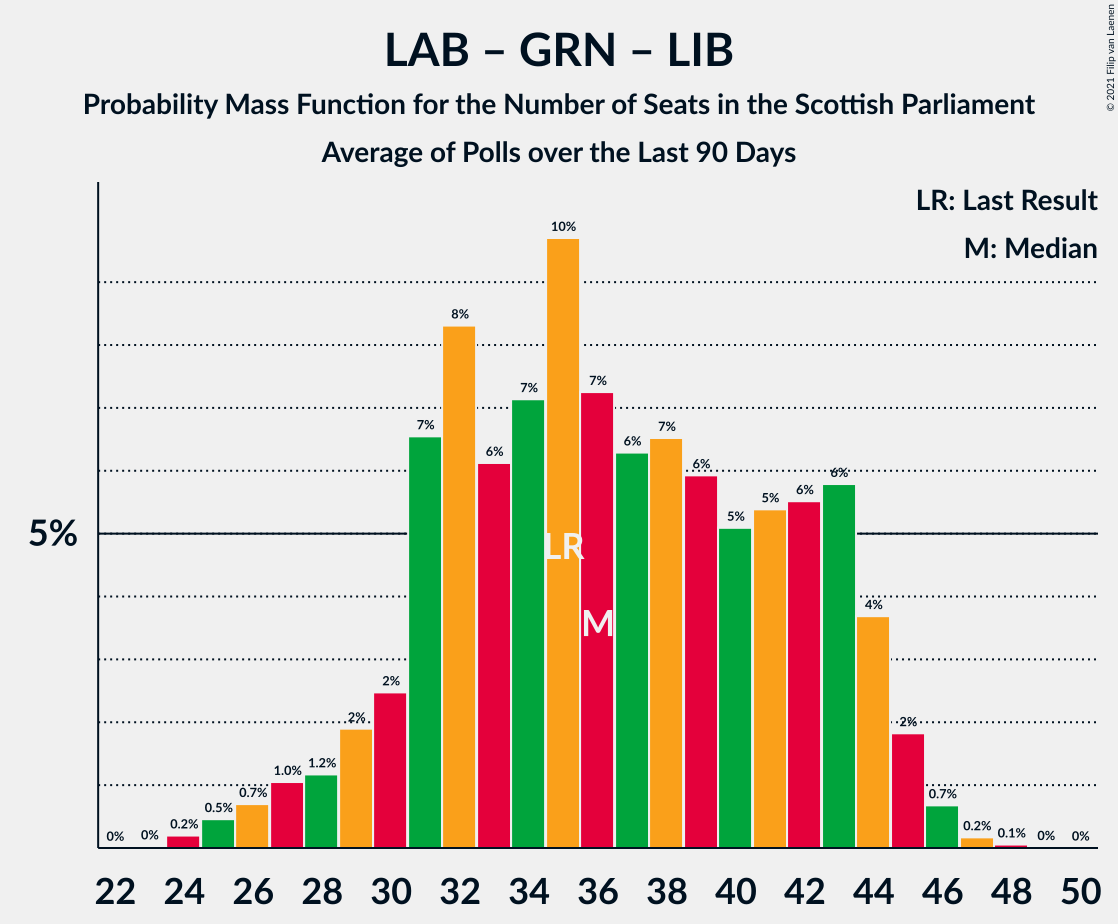 LAB – GRN – LIB
Probability Mass Function for the Number of Seats in the Scottish Parliament
Average of Polls over the Last 90 Days
© 2021 Filip van Laenen
LR: Last Result
M: Median
5%
0% 0% 0.2% 0.5% 0.7% 1.0% 1.2% 2% 2% 7% 8% 6% 7% 10% 7% 6% 7% 6% 5% 5% 6% 6% 4% 2% 0.7% 0.2% 0.1% 0% 0%
LR
M
22 24 26 28 30 32 34 36 38 40 42 44 46 48 50